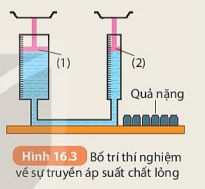 (1)
(2)
Quả nặng
Hình 16.3 Bố trí thí nghiệm
về sự truyền áp suất chất lỏng